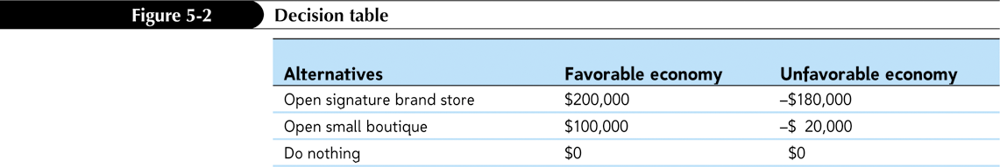 Figure 5-2 Decision table
Alternatives Favorable economy Unfavorable economy
Open signature brand store $200,000 –$180,000
Open small boutique $100,000 –$ 20,000
Do nothing $0 $0